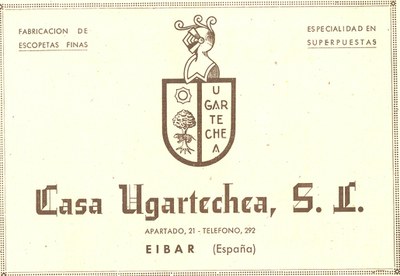 FABRICACION DE
ESCOPETAS FINAS
ESPECIALIDAD EN
SUPERPUESTAS
U
GAR
TE
CHE
A
Casa Ugartechea, S. L.
APARTADO, 21 - TELEFONO, 292
EIBAR (España)